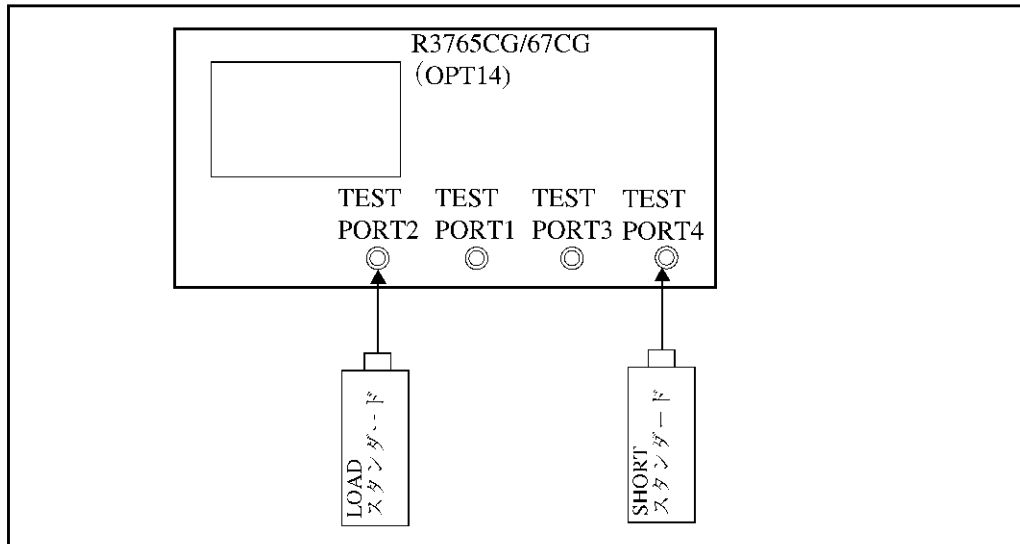 R3765CG/67CG
(OPT14)
TEST PORT2
TEST PORT1
TEST PORT3
TEST PORT4
LOAD
スタンダード
SHORT
スタンダード